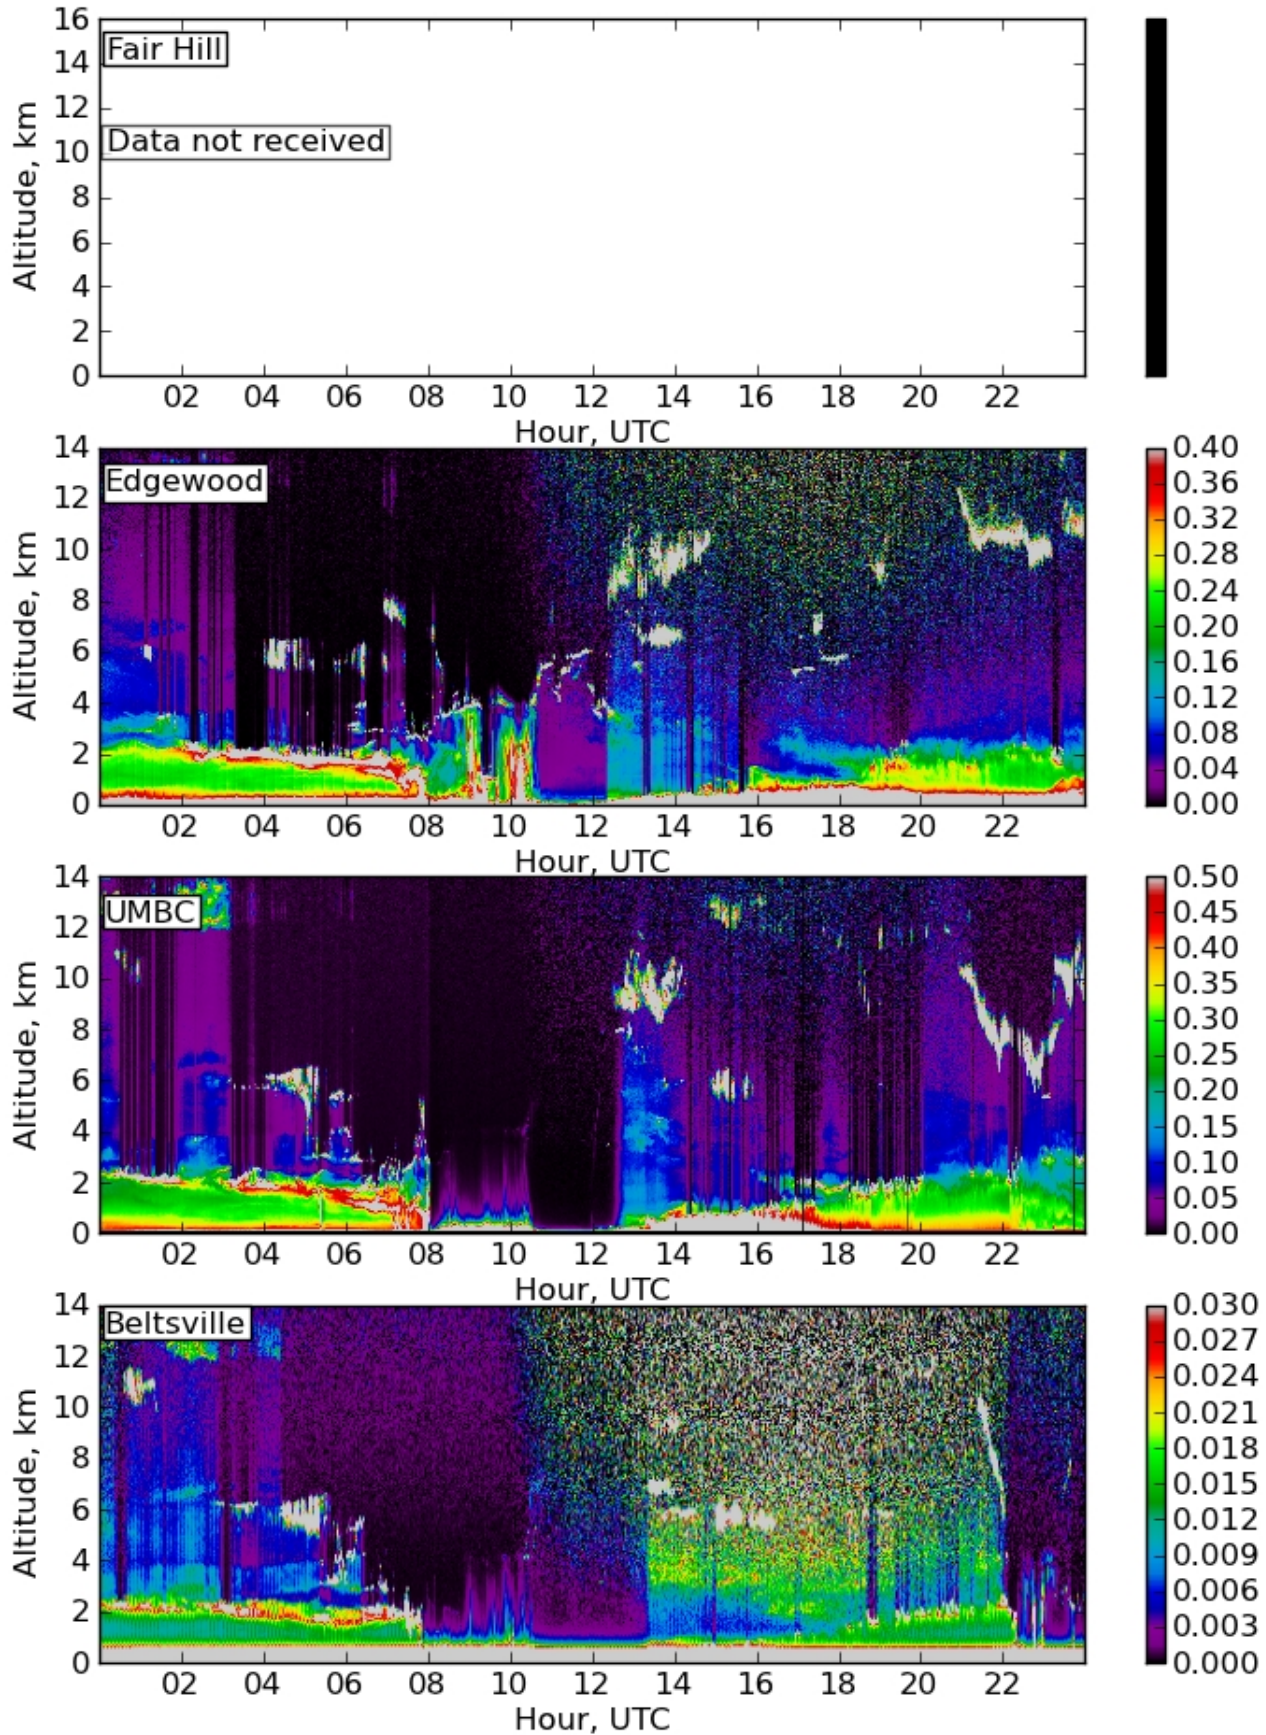 16
Fair Hill
14
12
Data not received
10
8
6
4
2
0
Altitude, km
02 04 06 08 10 12 14 16 18 20 22
Hour, UTC
14 0.40
Edgewood
12 0.36
0.32
10 0.28
8 0.24
6 0.20
0.16
4 0.12
2 0.08
0.04
0 0.00
Altitude, km
02 04 06 08 10 12 14 16 18 20 22
Hour, UTC
14 0.50
UMBC
12 0.45
0.40
10 0.35
8 0.30
6 0.25
0.20
4 0.15
2 0.10
0.05
0 0.00
Altitude, km
02 04 06 08 10 12 14 16 18 20 22
Hour, UTC
14 0.030
Beltsville
12 0.027
0.024
10 0.021
8 0.018
6 0.015
0.012
4 0.009
2 0.006
0.003
0 0.000
Altitude, km
02 04 06 08 10 12 14 16 18 20 22
Hour, UTC